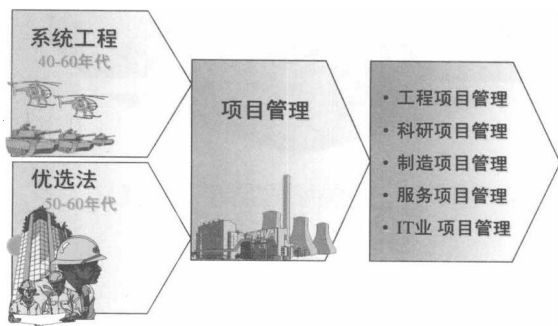 系统工程
40-60年代
优选法
50-60年代
项目管理
• 工程项目管理
• 科研项目管理
• 制造项目管理
• 服务项目管理
• IT业 项目管理